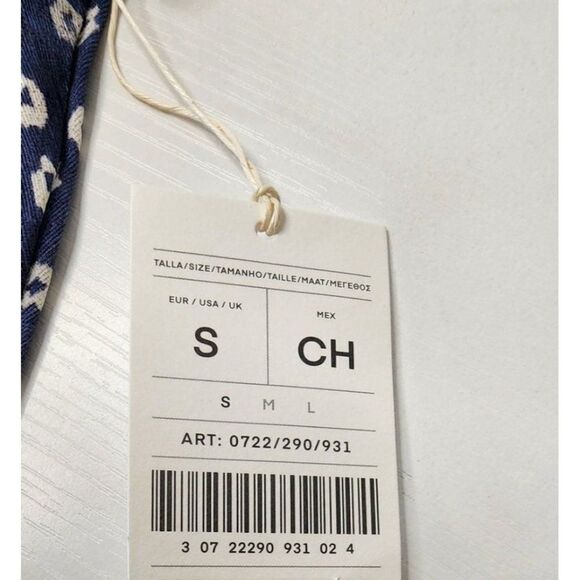 TALLA/SIZE/TAMANHO/TAILLE/MAAT/ΜΕΓΕΘΟΣ
EUR / USA / UK
MEX
S
CH
S M L
ART: 0722/290/931
3 07 22290 931 02 4